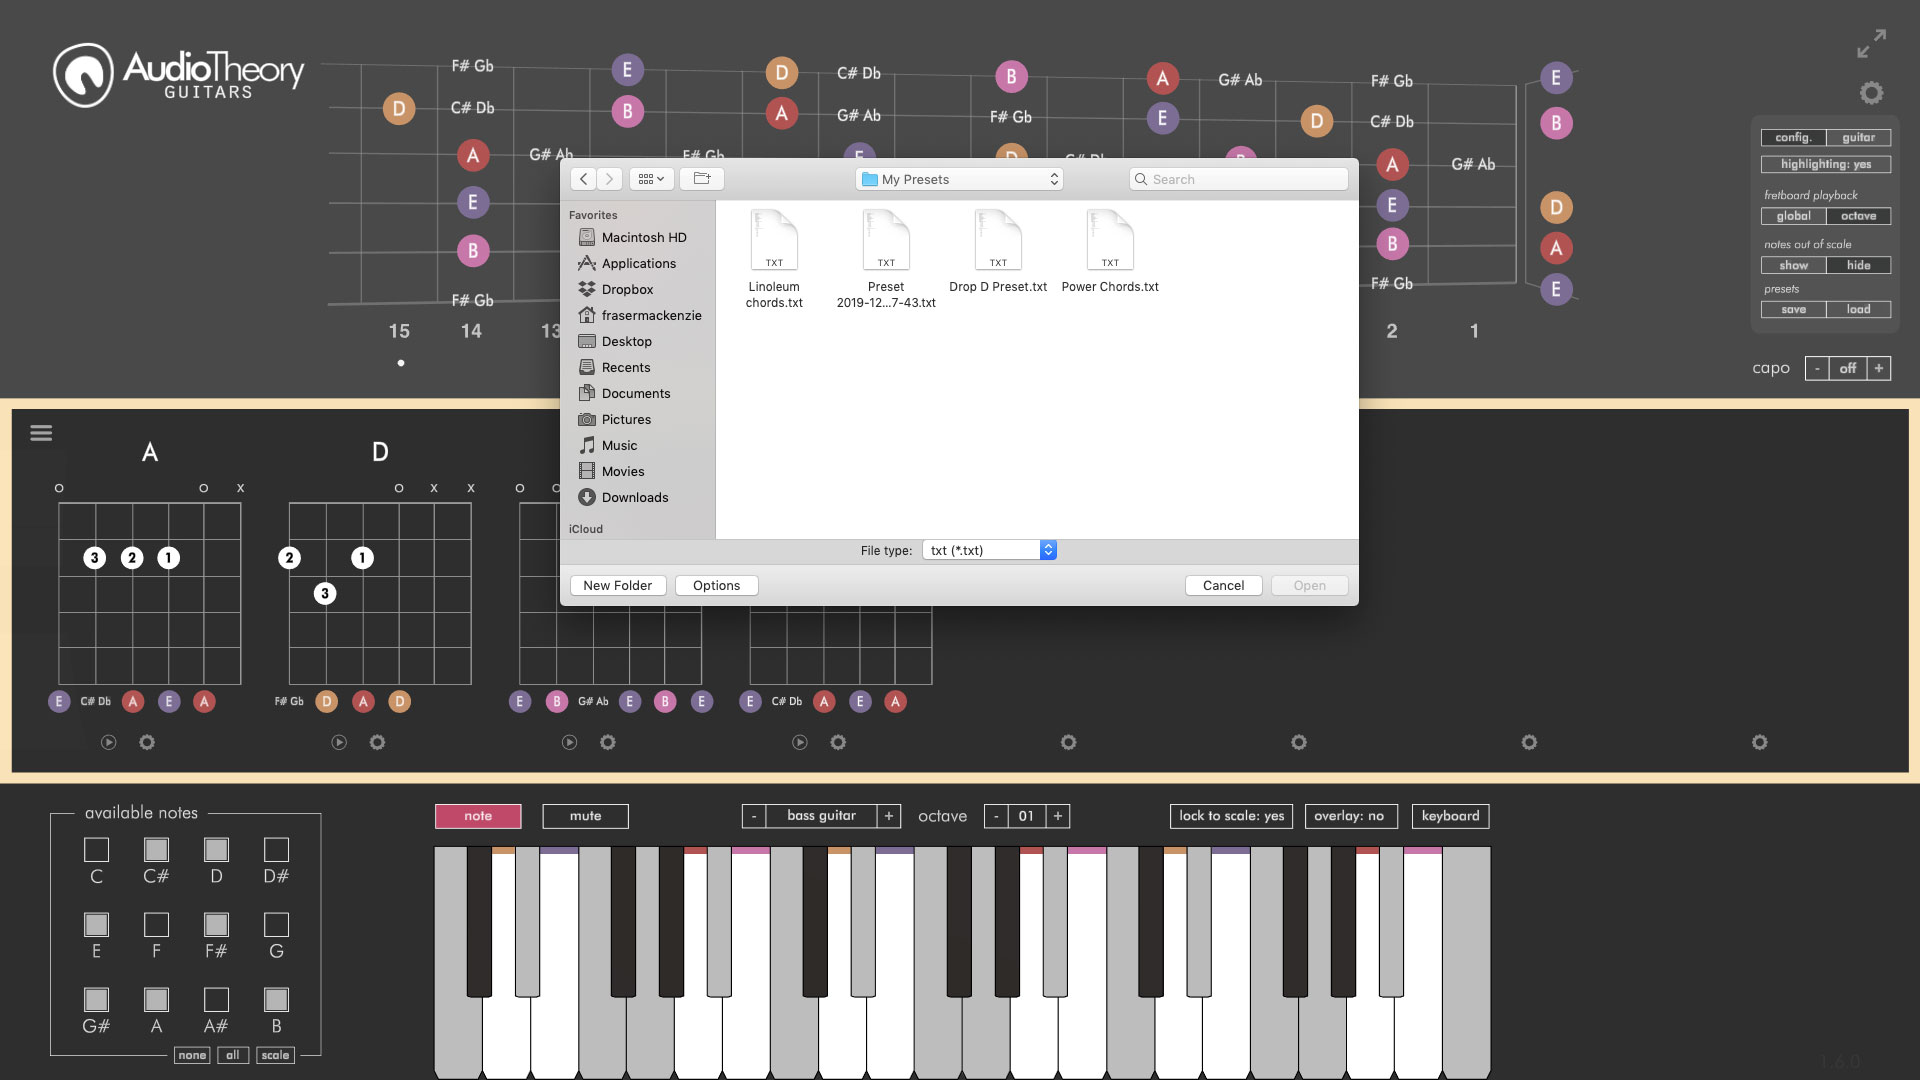 AudioTheory
GUITARS
F# Gb E D C# Db B A G# Ab F# Gb E
D C# Db B A G# Ab F# Gb E D C# Db B
A G# Ab A G# Ab
E E D
B B A
F# Gb F# Gb E
15 14 13 2 1
config. guitar
highlighting: yes
fretboard playback
global octave
notes out of scale
show hide
presets
save load
capo - off +
My Presets
Search
Favorites
Macintosh HD
Applications
Dropbox
frasermackenzie
Desktop
Recents
Documents
Pictures
Music
Movies
Downloads
iCloud
TXT TXT TXT TXT
Linoleum
chords.txt
Preset
2019-12...7-43.txt
Drop D Preset.txt
Power Chords.txt
File type: txt (*.txt)
New Folder Options Cancel Open
A D
o o x o x x o o
3 2 1 2 1
3
E C# Db A E A F# Gb D A D E B G# Ab E B E E C# Db A E A
available notes
C C# D D#
E F F# G
G# A A# B
none all scale
note mute - bass guitar + octave - 01 + lock to scale: yes overlay: no keyboard
1.6.0